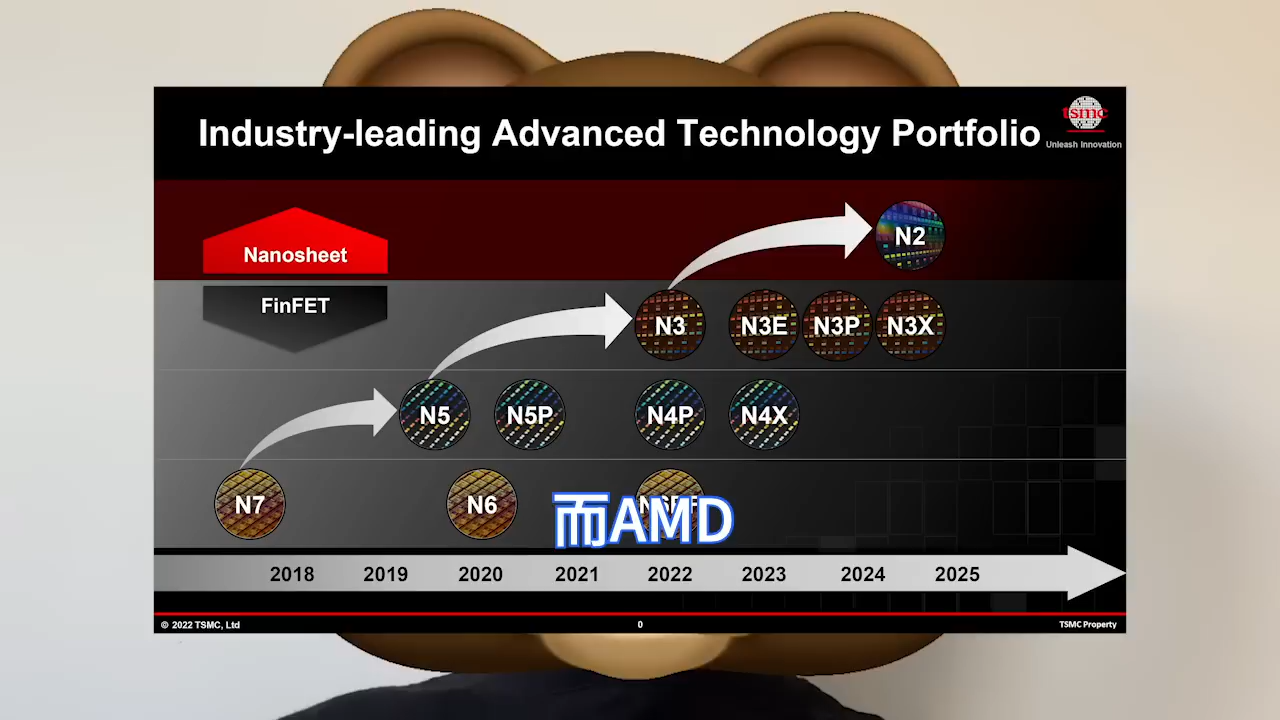 Industry-leading Advanced Technology Portfolio
tsmc
Unleash Innovation
Nanosheet
FinFET
N2
N3
N3E
N3P
N3X
N5
N5P
N4P
N4X
N7
N6
而AMD
2018
2019
2020
2021
2022
2023
2024
2025
© 2022 TSMC, Ltd
0
TSMC Property